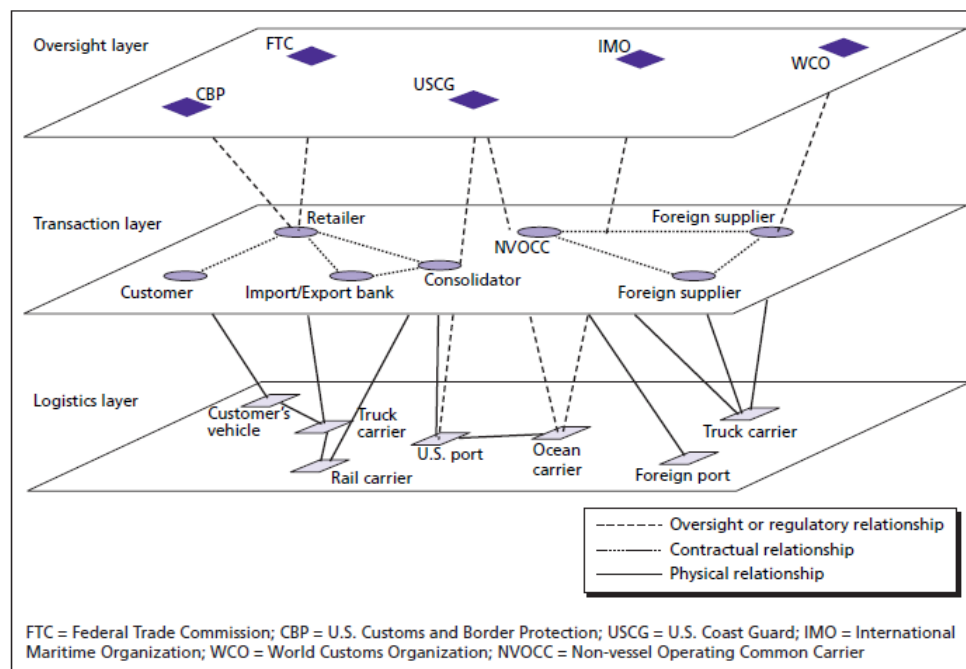 Oversight layer
FTC
IMO
WCO
CBP
USCG
Transaction layer
Retailer
Foreign supplier
NVOCC
Customer
Import/Export bank
Consolidator
Foreign supplier
Logistics layer
Customer's
vehicle
Truck
carrier
U.S. port
Ocean
carrier
Truck carrier
Rail carrier
Foreign port
Oversight or regulatory relationship
Contractual relationship
Physical relationship
FTC = Federal Trade Commission; CBP = U.S. Customs and Border Protection; USCG = U.S. Coast Guard; IMO = International
Maritime Organization; WCO = World Customs Organization; NVOCC = Non-vessel Operating Common Carrier